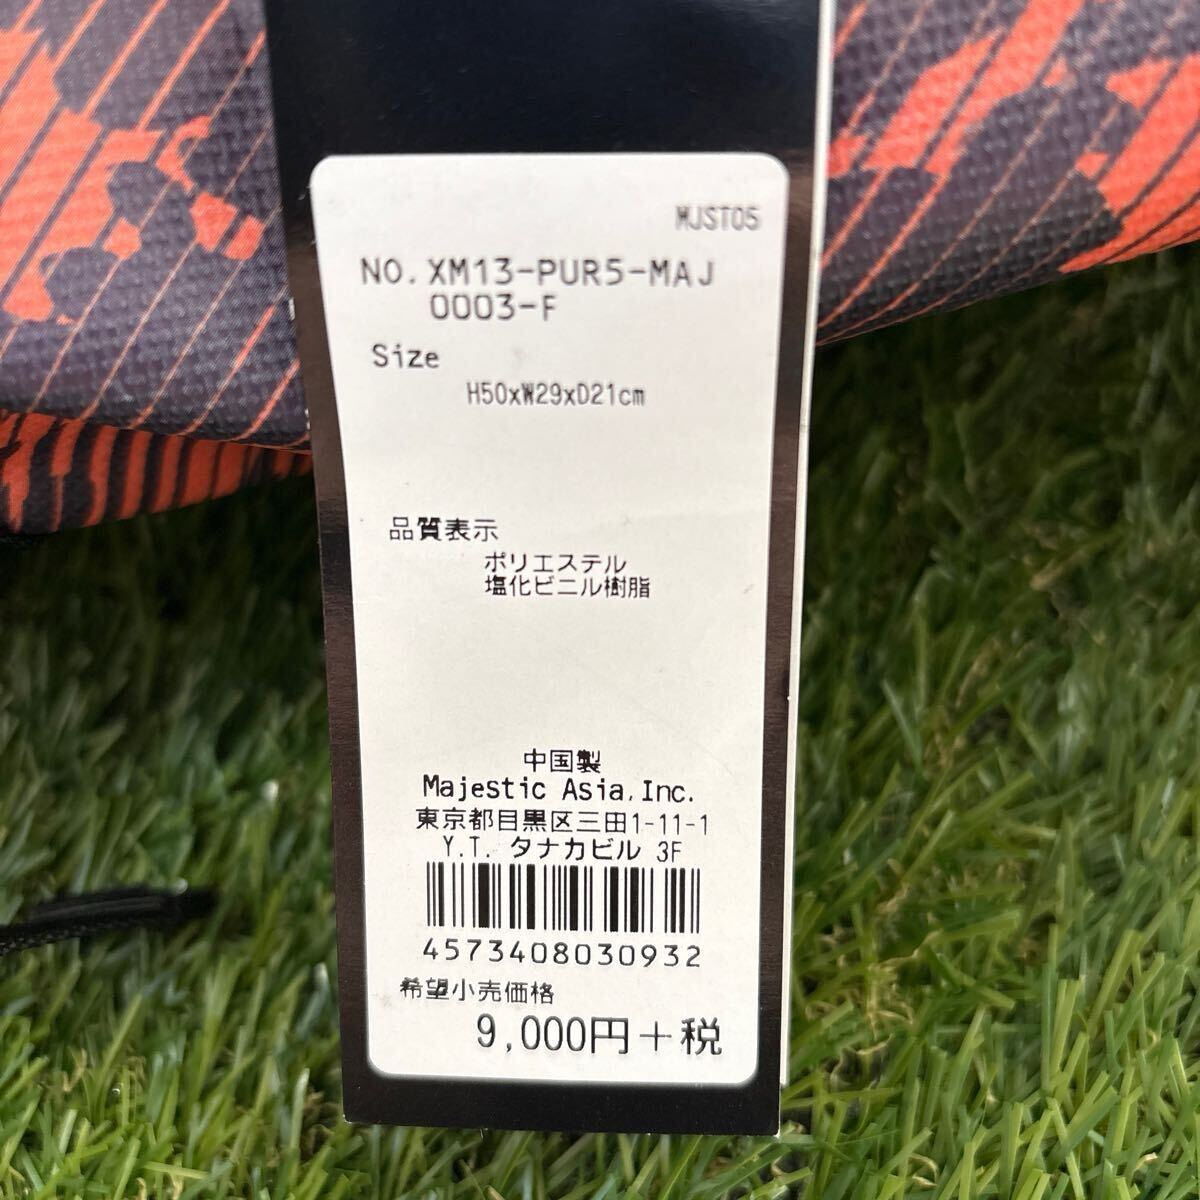 MJST05
NO. XM13-PUR5-MAJ
0003-F
Size
H50xW29xD21cm
品質表示
ポリエステル
塩化ビニル樹脂
中国製
Majestic Asia,Inc.
東京都目黒区三田1-11-1
Y.T. タナカビル 3F
4573408030932
希望小売価格
9,000円+税